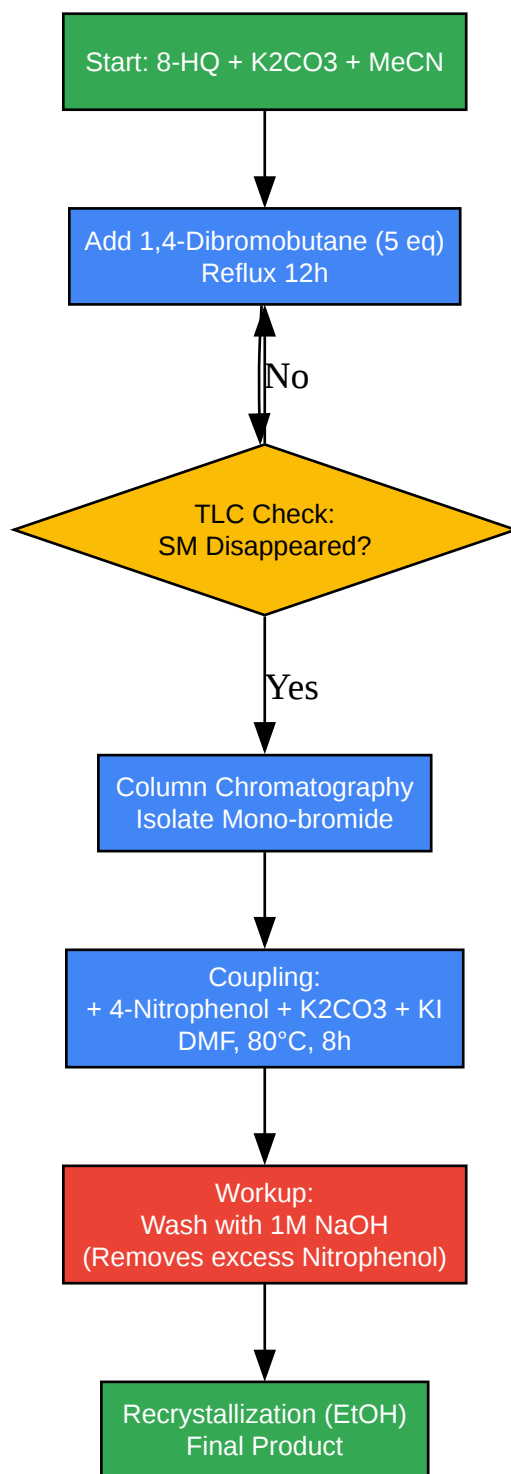 Start: 8-HQ + K2CO3 + MeCN
Add 1,4-Dibromobutane (5 eq)
Reflux 12h
No
TLC Check:
SM Disappeared?
Yes
Column Chromatography
Isolate Mono-bromide
Coupling:
+ 4-Nitrophenol + K2CO3 + KI
DMF, 80°C, 8h
Workup:
Wash with 1M NaOH
(Removes excess Nitrophenol)
Recrystallization (EtOH)
Final Product